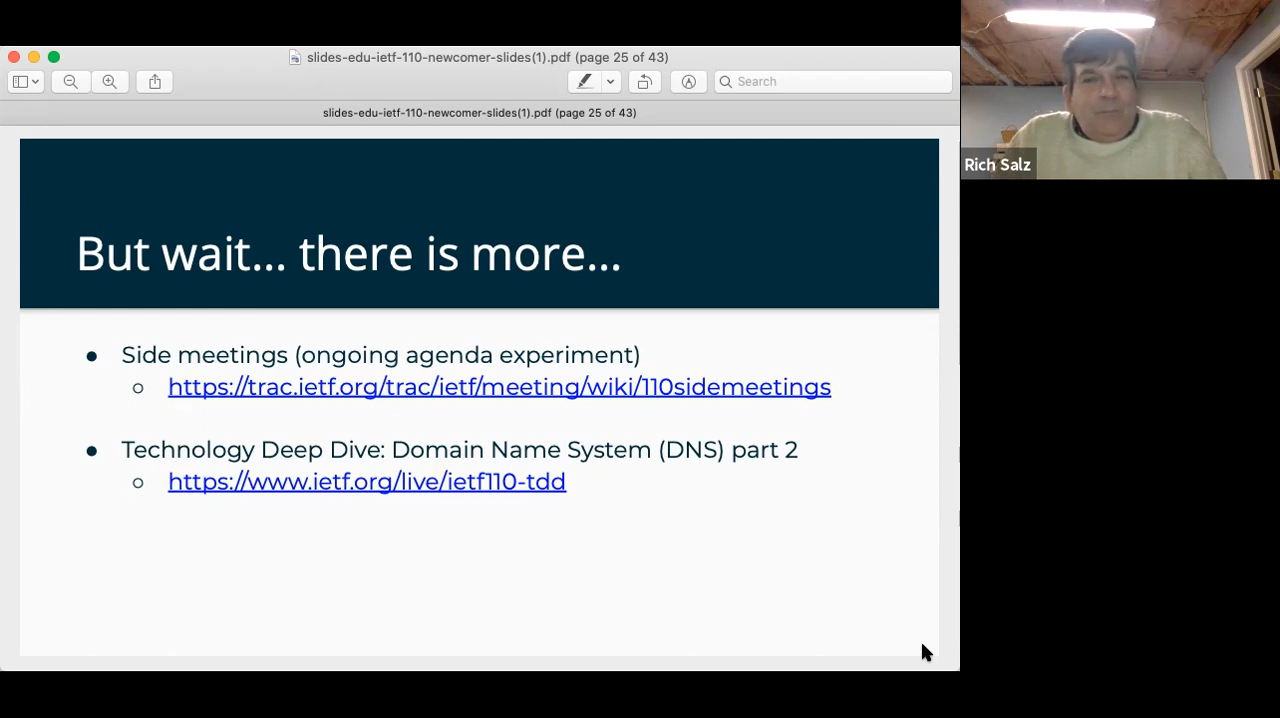 slides-edu-ietf-110-newcomer-slides(1).pdf (page 25 of 43)
Search
slides-edu-ietf-110-newcomer-slides(1).pdf (page 25 of 43)
Rich Salz
But wait... there is more...
● Side meetings (ongoing agenda experiment)
○ https://trac.ietf.org/trac/ietf/meeting/wiki/110sidemeetings
● Technology Deep Dive: Domain Name System (DNS) part 2
○ https://www.ietf.org/live/ietf110-tdd